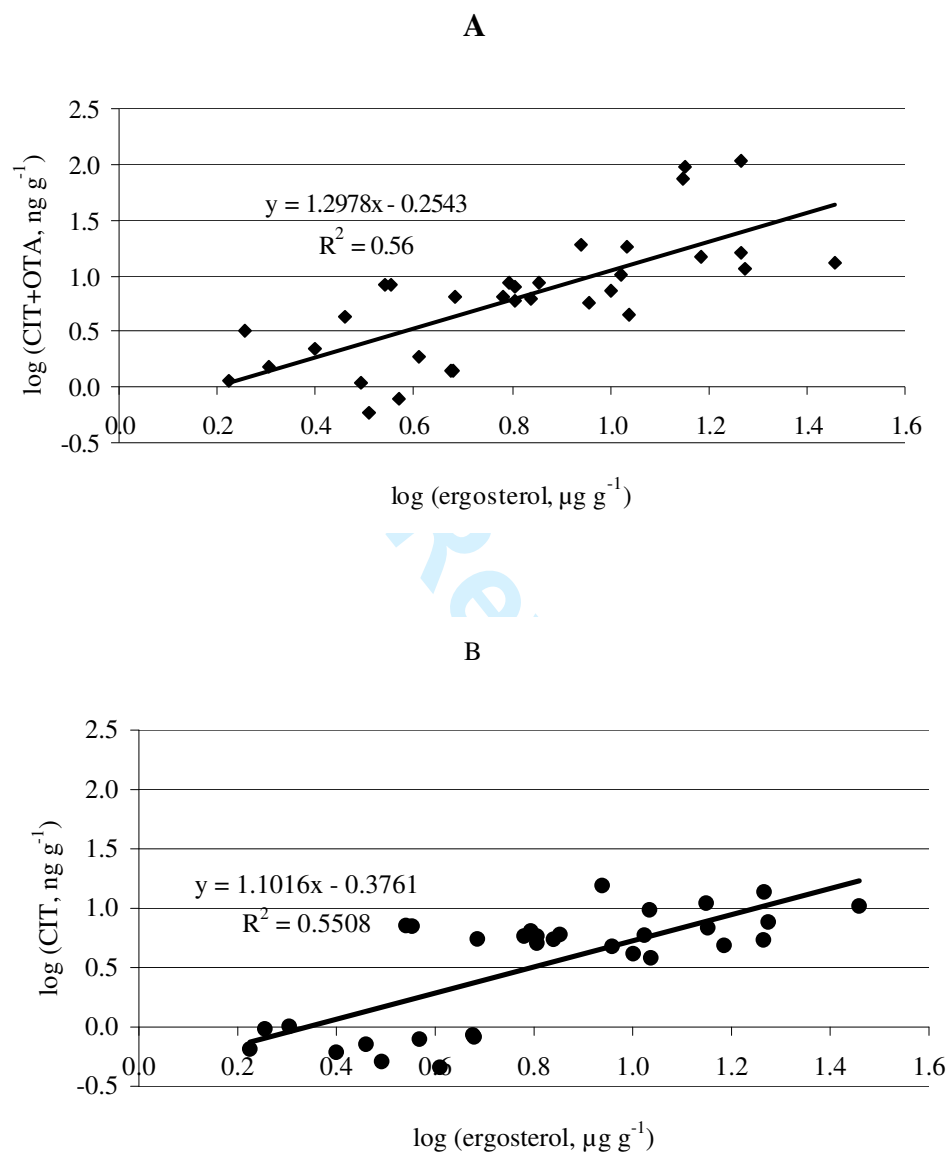 A
2.5
2.0
1.5
1.0
0.5
0.0
-0.5
log (CIT+OTA, ng g-1)
y = 1.2978x - 0.2543
R2 = 0.56
0.0 0.2 0.4 0.6 0.8 1.0 1.2 1.4 1.6
log (ergosterol, µg g-1)
B
2.5
2.0
1.5
1.0
0.5
0.0
-0.5
log (CIT, ng g-1)
y = 1.1016x - 0.3761
R2 = 0.5508
0.0 0.2 0.4 0.6 0.8 1.0 1.2 1.4 1.6
log (ergosterol, µg g-1)